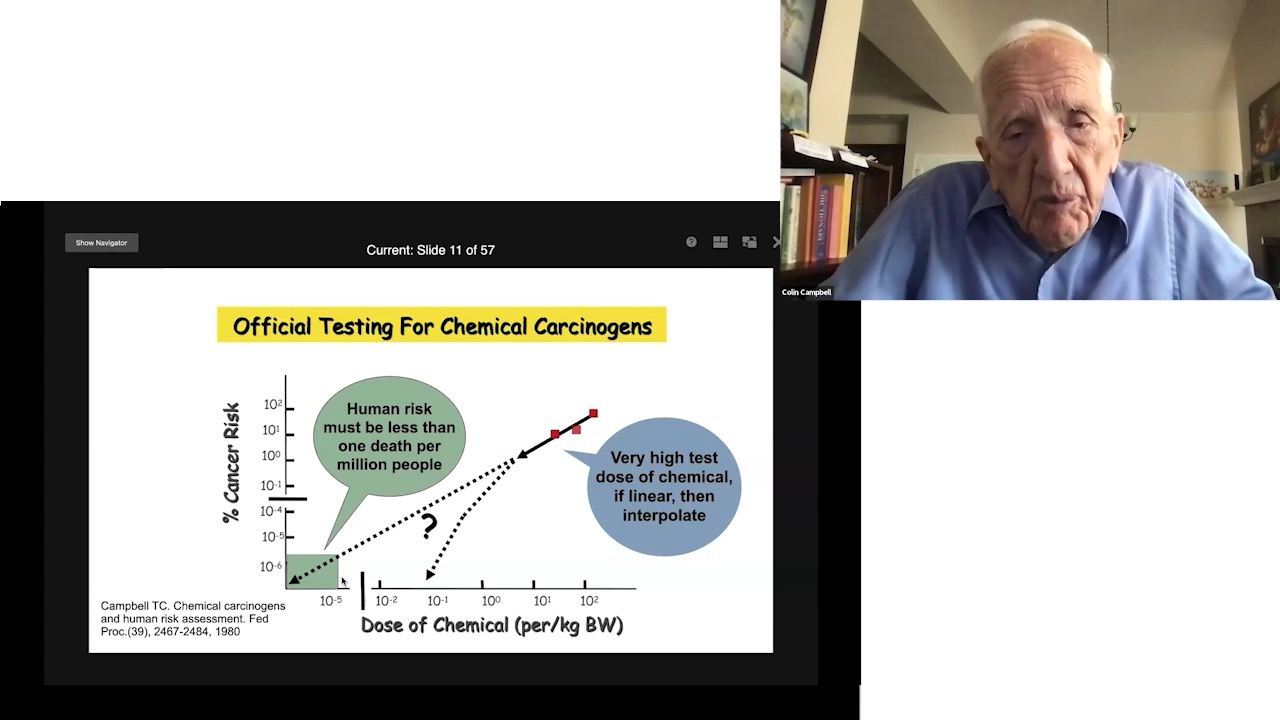 Show Navigator
Current: Slide 11 of 57
Official Testing For Chemical Carcinogens
% Cancer Risk
10²
10¹
10⁰
10-¹
10-⁴
10-⁵
10-⁶
Human risk
must be less than
one death per
million people
?
Very high test
dose of chemical,
if linear, then
interpolate
10-⁵
10-²
10-¹
10⁰
10¹
10²
Dose of Chemical (per/kg BW)
Campbell TC. Chemical carcinogens
and human risk assessment. Fed
Proc.(39), 2467-2484, 1980
DICTIONARY
Colin Campbell